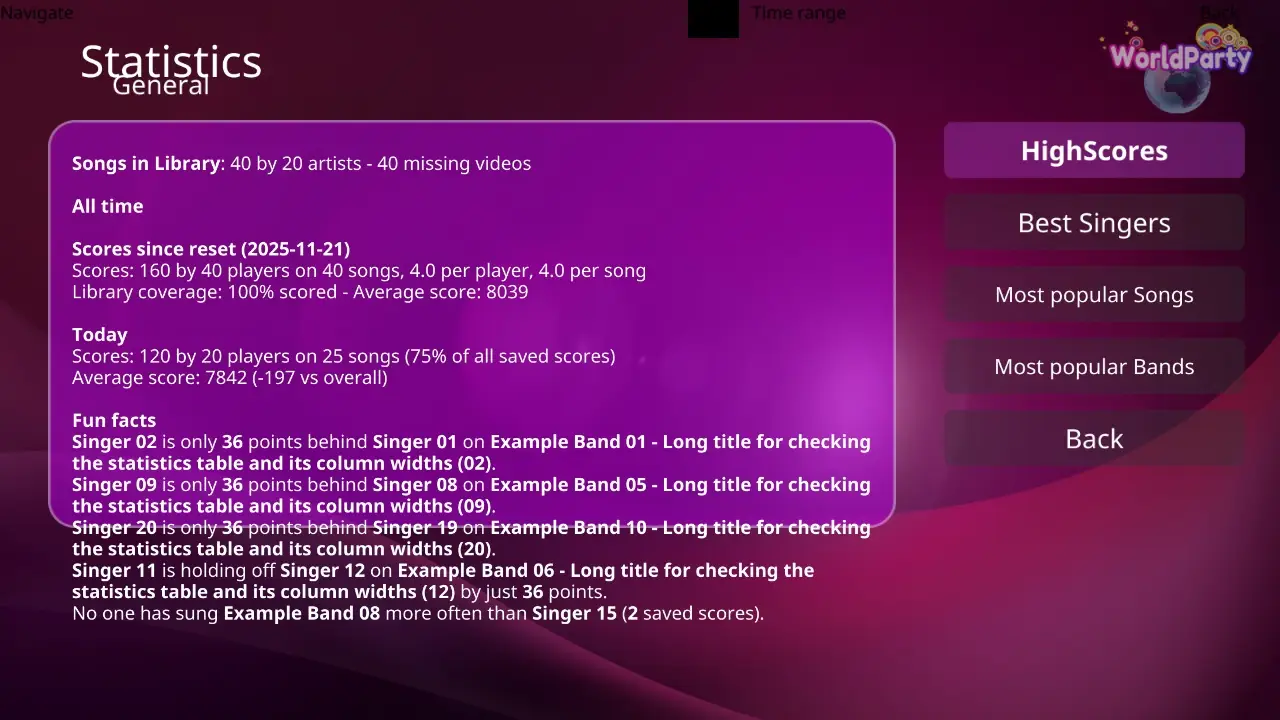 Navigate
Time range
Back
Statistics
General
WorldParty
Songs in Library: 40 by 20 artists - 40 missing videos
All time
Scores since reset (2025-11-21)
Scores: 160 by 40 players on 40 songs, 4.0 per player, 4.0 per song
Library coverage: 100% scored - Average score: 8039
Today
Scores: 120 by 20 players on 25 songs (75% of all saved scores)
Average score: 7842 (-197 vs overall)
Fun facts
Singer 02 is only 36 points behind Singer 01 on Example Band 01 - Long title for checking
the statistics table and its column widths (02).
Singer 09 is only 36 points behind Singer 08 on Example Band 05 - Long title for checking
the statistics table and its column widths (09).
Singer 20 is only 36 points behind Singer 19 on Example Band 10 - Long title for checking
the statistics table and its column widths (20).
Singer 11 is holding off Singer 12 on Example Band 06 - Long title for checking the
statistics table and its column widths (12) by just 36 points.
No one has sung Example Band 08 more often than Singer 15 (2 saved scores).
HighScores
Best Singers
Most popular Songs
Most popular Bands
Back